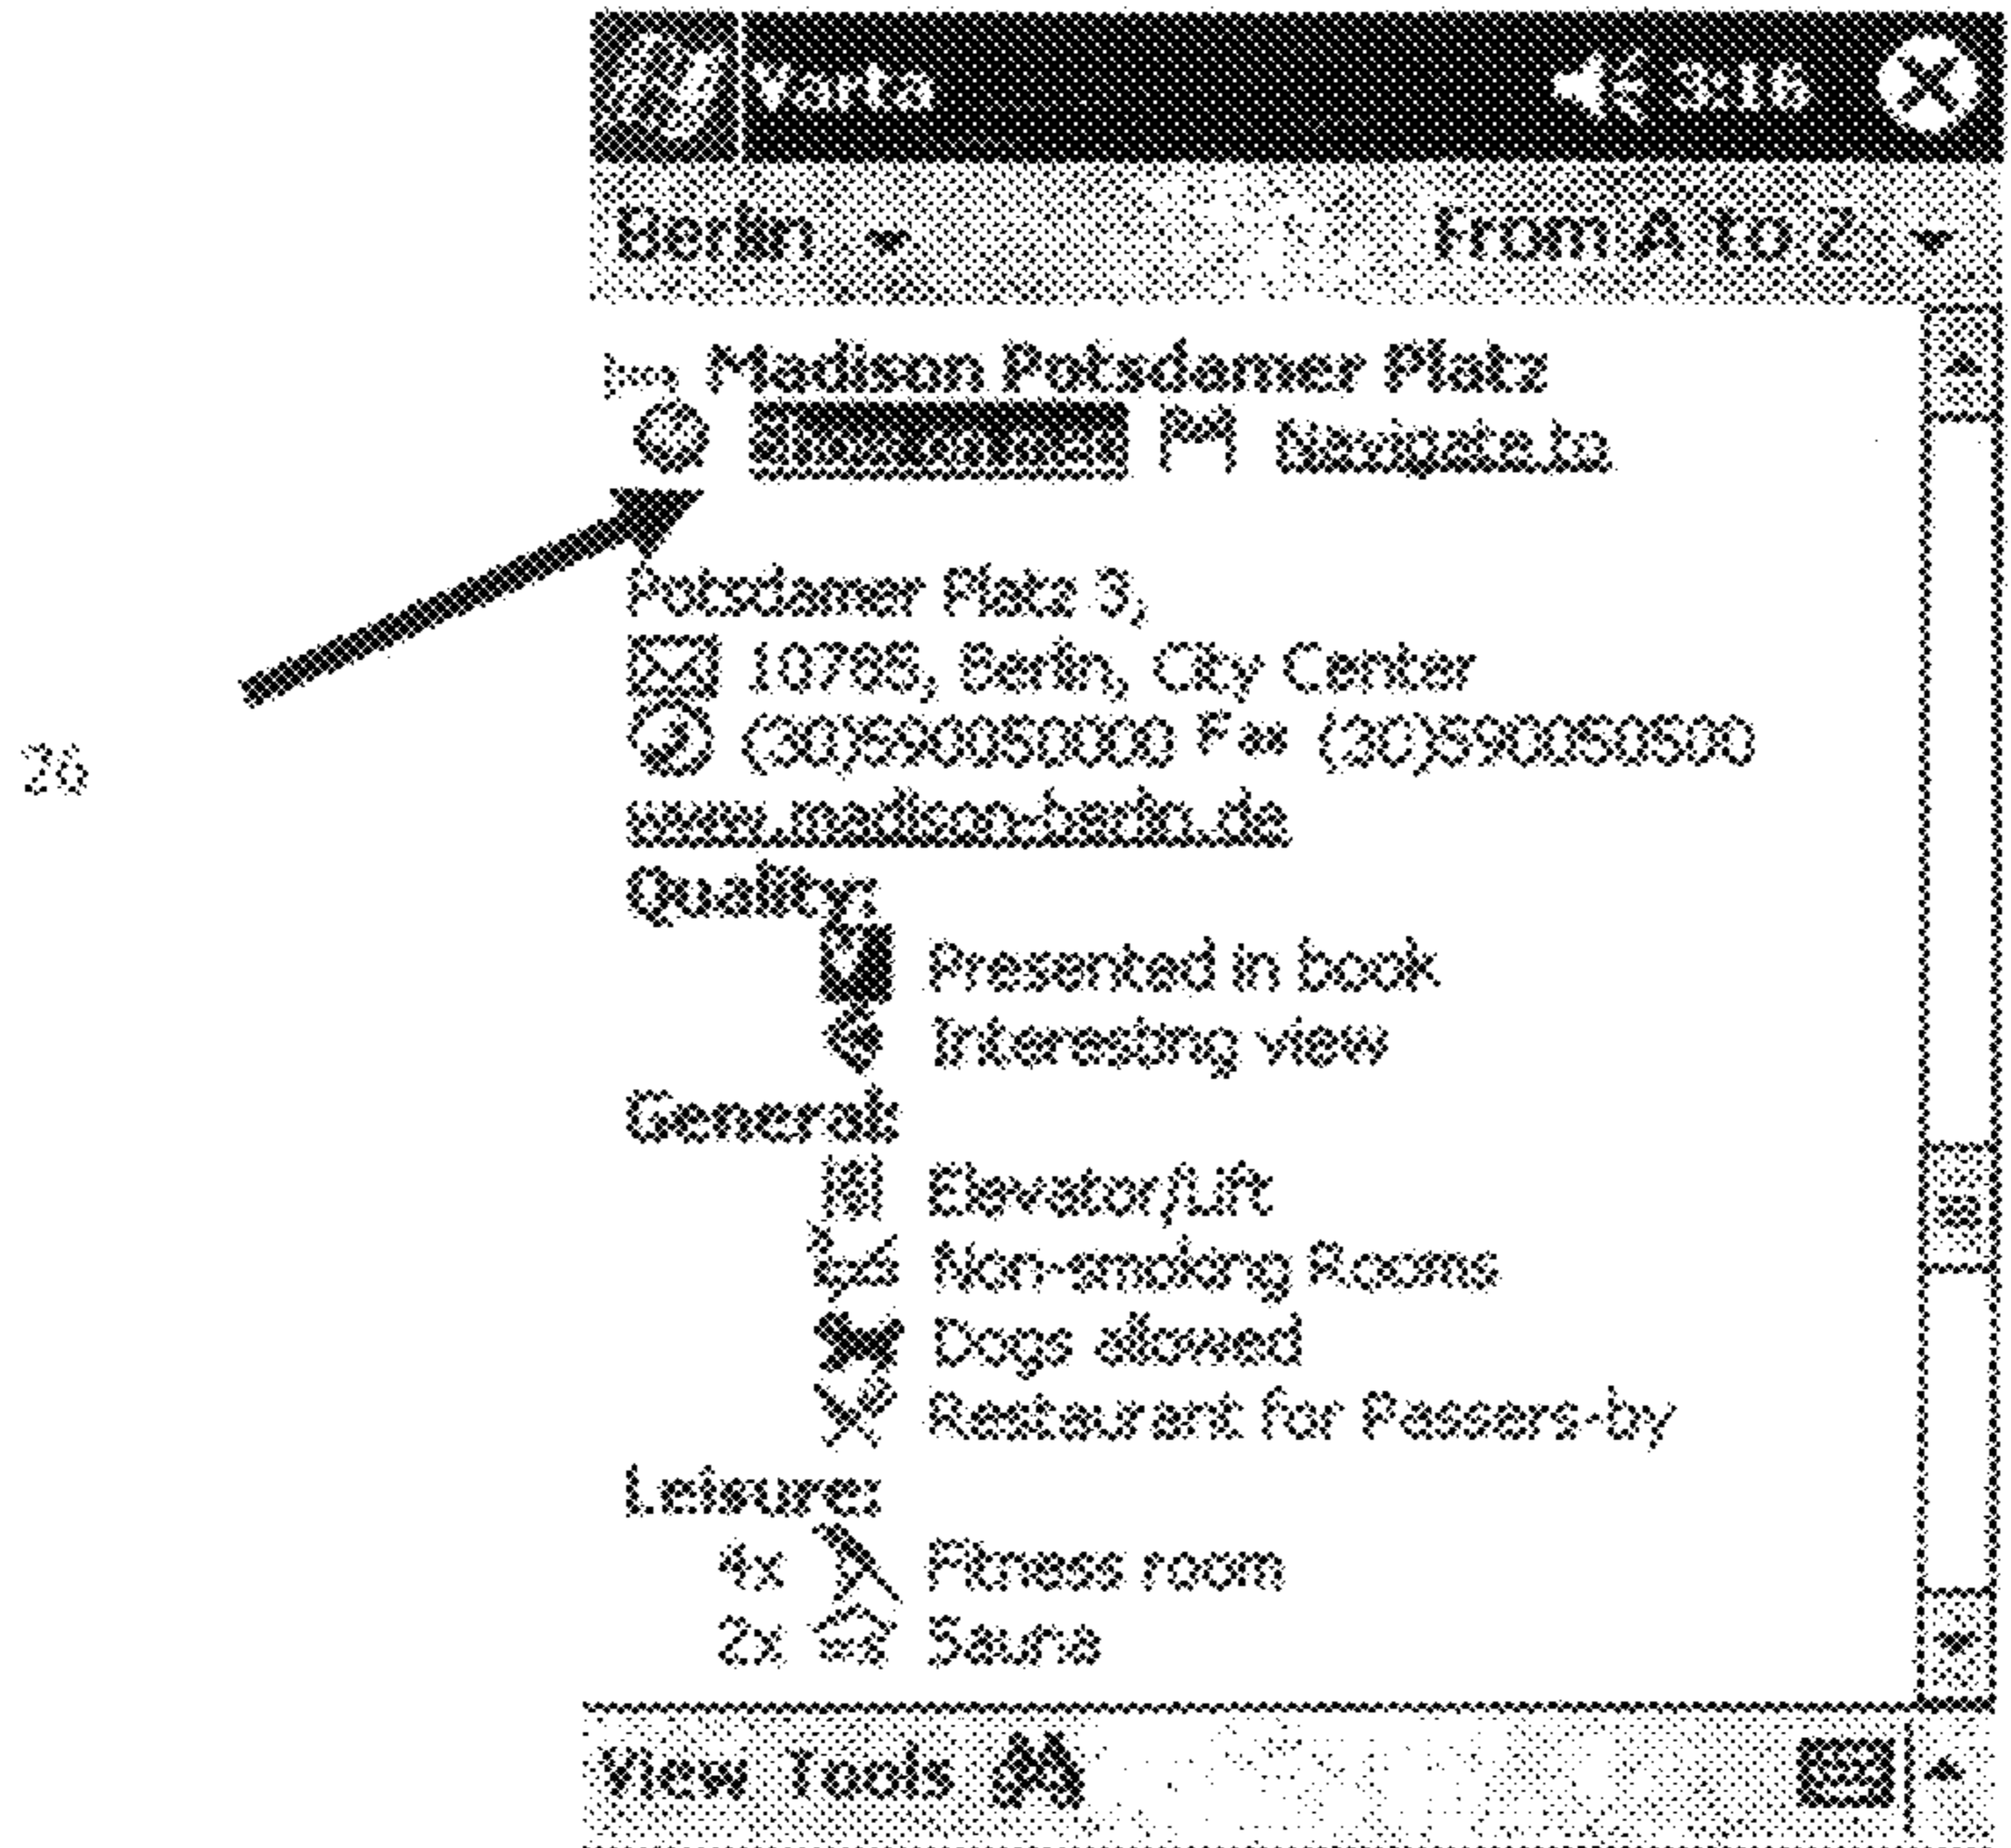 Varta 3:16
Berlin From A to Z
Madison Potsdamer Platz
Navigate to
Potsdamer Platz 3,
10785, Berlin, City Center
(30)590050000 Fax (30)590050500
www.madison-berlin.de
Quality:
Presented in book
Interesting view
General:
Elevator/Lift
Non-smoking Rooms
Dogs allowed
Restaurant for Passers-by
Leisure:
4x Fitness room
2x Sauna
View Tools
26